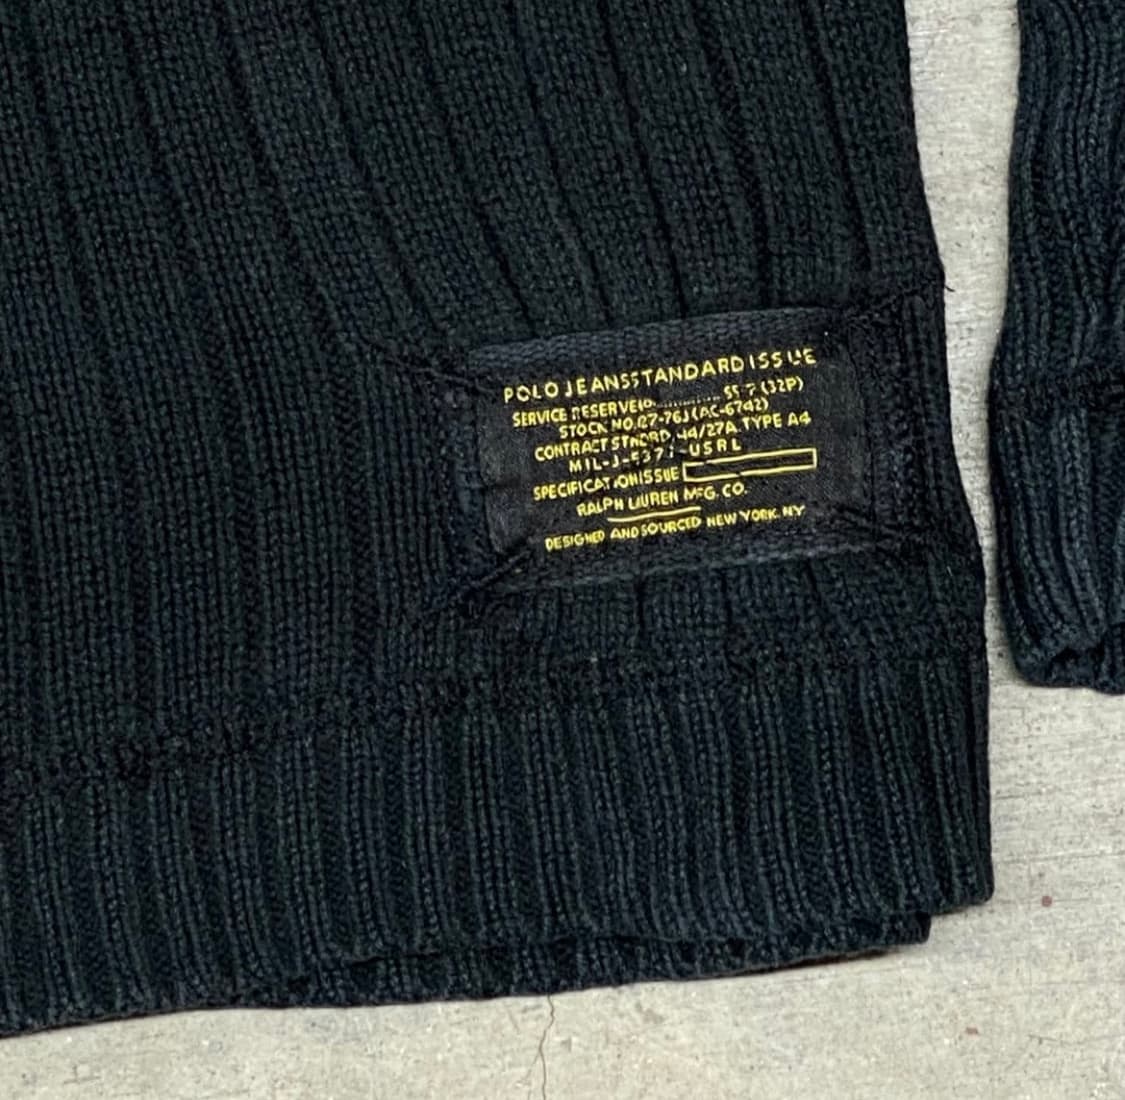 POLO JEANS STANDARD ISSUE
SERVICE RESERVE (32P)
STOCK NO. 27-76J (AC-6742)
CONTRACT STNDRD. 44/27A TYPE A4
USRL
SPECIFICATION ISSUE
RALPH LAUREN MFG. CO.
DESIGNED AND SOURCED NEW YORK. NY